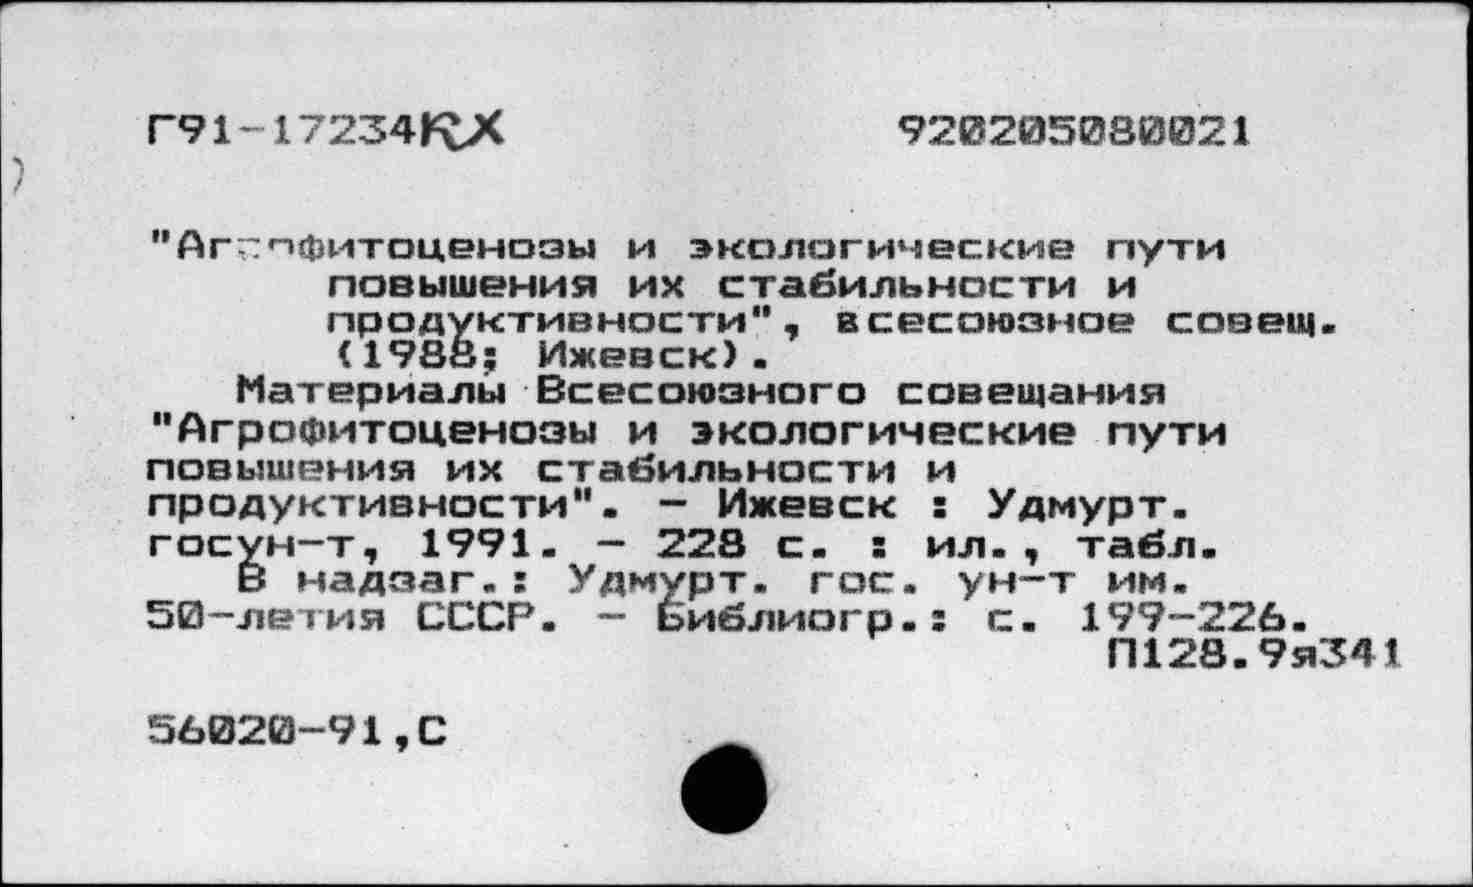 Г91-17234КХ 920205080021
"Агрофитоценозы и экологические пути
повышения их стабильности и
продуктивности", всесоюзное совещ.
(1988; Ижевск).
Материалы Всесоюзного совещания
"Агрофитоценозы и экологические пути
повышения их стабильности и
продуктивности". - Ижевск : Удмурт.
госун-т, 1991. - 228 с. : ил., табл.
В надзаг.: Удмурт. гос. ун-т им.
50-летия СССР. - Библиогр.: с. 199-226.
П128.9я341
56020-91,С